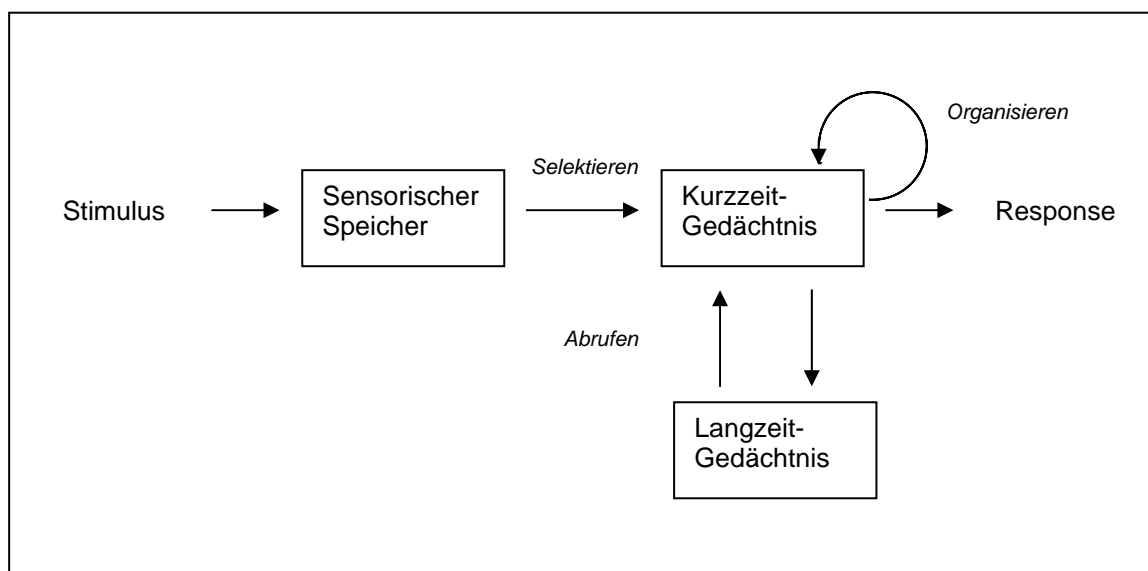 Organisieren
Selektieren
Stimulus
Sensorischer
Speicher
Kurzzeit-
Gedächtnis
Response
Abrufen
Langzeit-
Gedächtnis